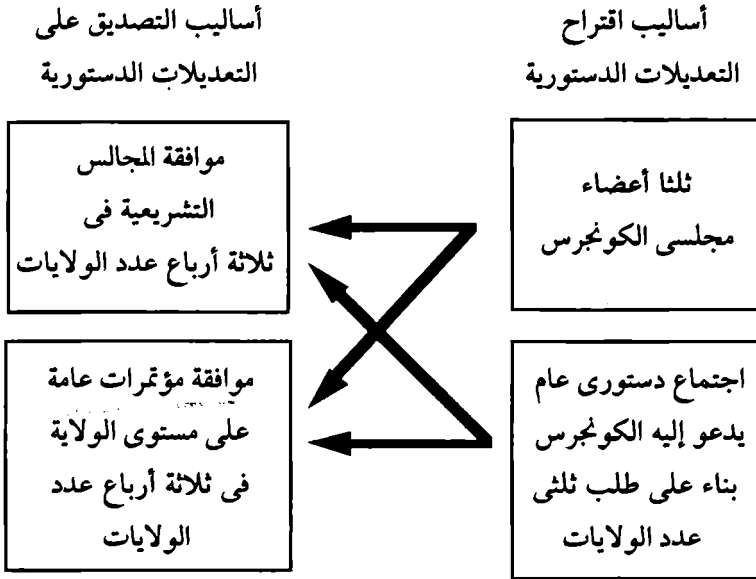 أساليب اقتراح
التعديلات الدستورية
ثلثا أعضاء
مجلسى الكونجرس
اجتماع دستورى عام
يدعو إليه الكونجرس
بناء على طلب ثلثى
عدد الولايات
أساليب التصديق على
التعديلات الدستورية
موافقة المجالس
التشريعية فى
ثلاثة أرباع عدد الولايات
موافقة مؤتمرات عامة
على مستوى الولاية
فى ثلاثة أرباع عدد
الولايات